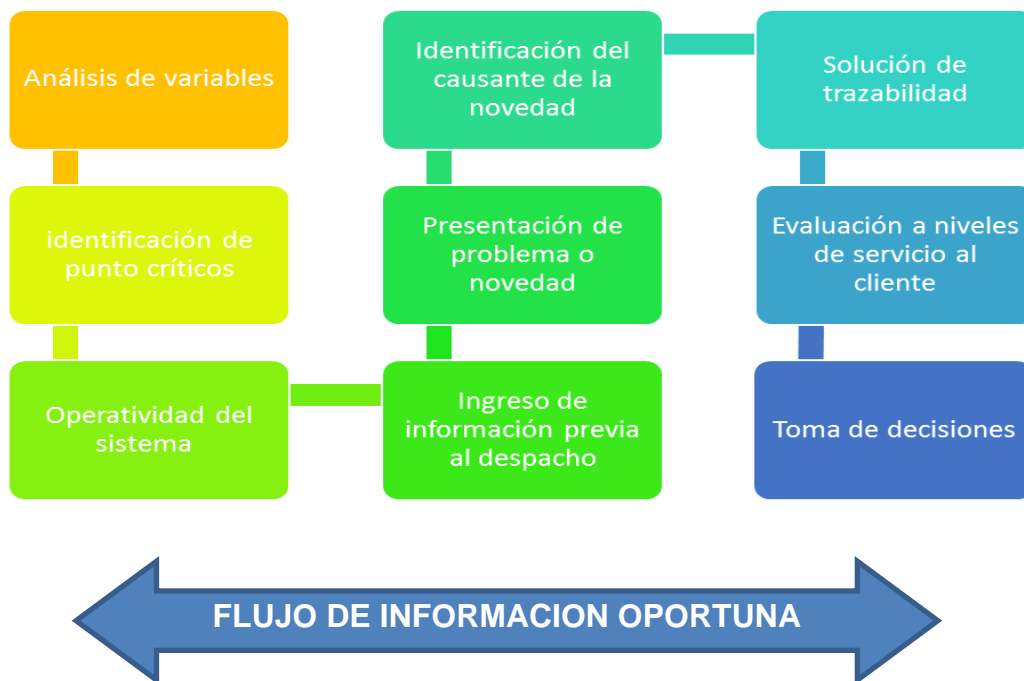 Análisis de variables
identificación de
punto críticos
Operatividad del
sistema
Ingreso de
información previa
al despacho
Presentación de
problema o
novedad
Identificación del
causante de la
novedad
Solución de
trazabilidad
Evaluación a niveles
de servicio al
cliente
Toma de decisiones
FLUJO DE INFORMACION OPORTUNA